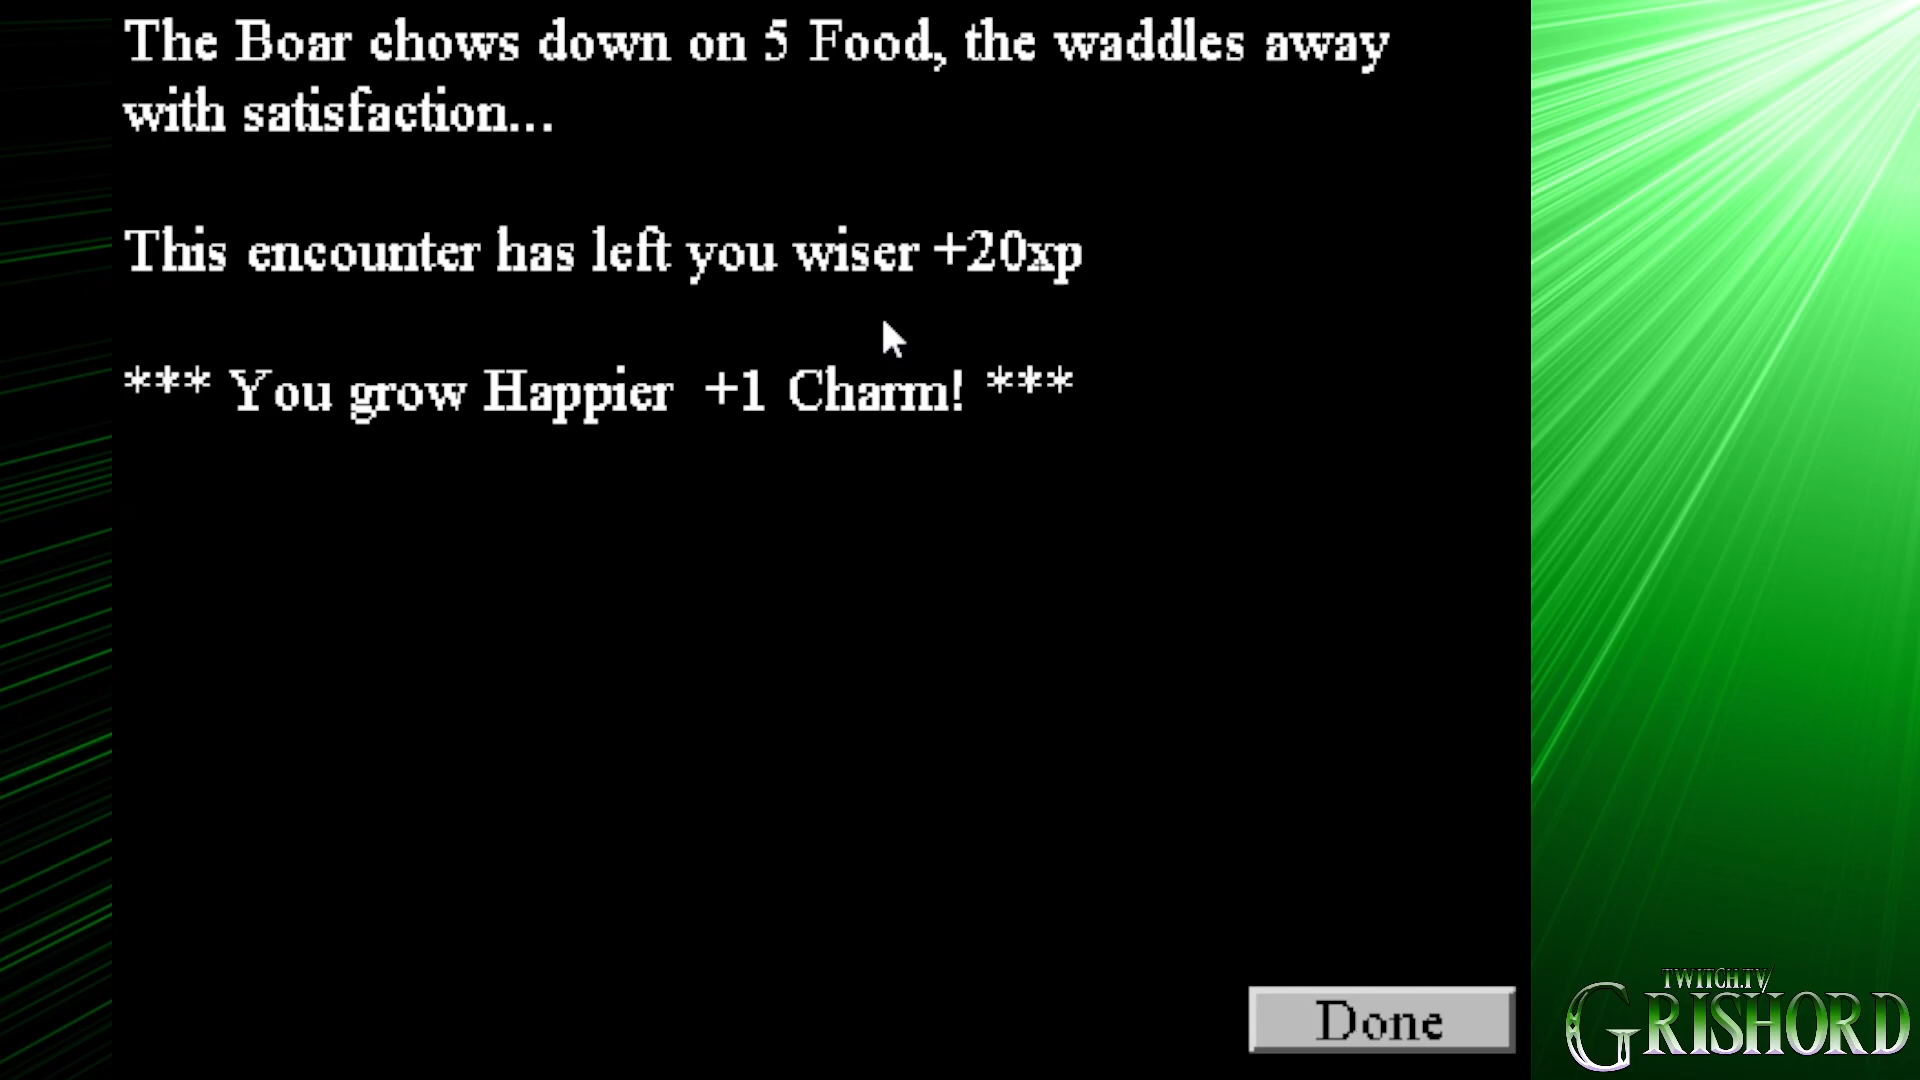 The Boar chows down on 5 Food, the waddles away
with satisfaction...
This encounter has left you wiser +20xp
*** You grow Happier  +1 Charm! ***
Done
TWITCH.TV/
GRISHORD